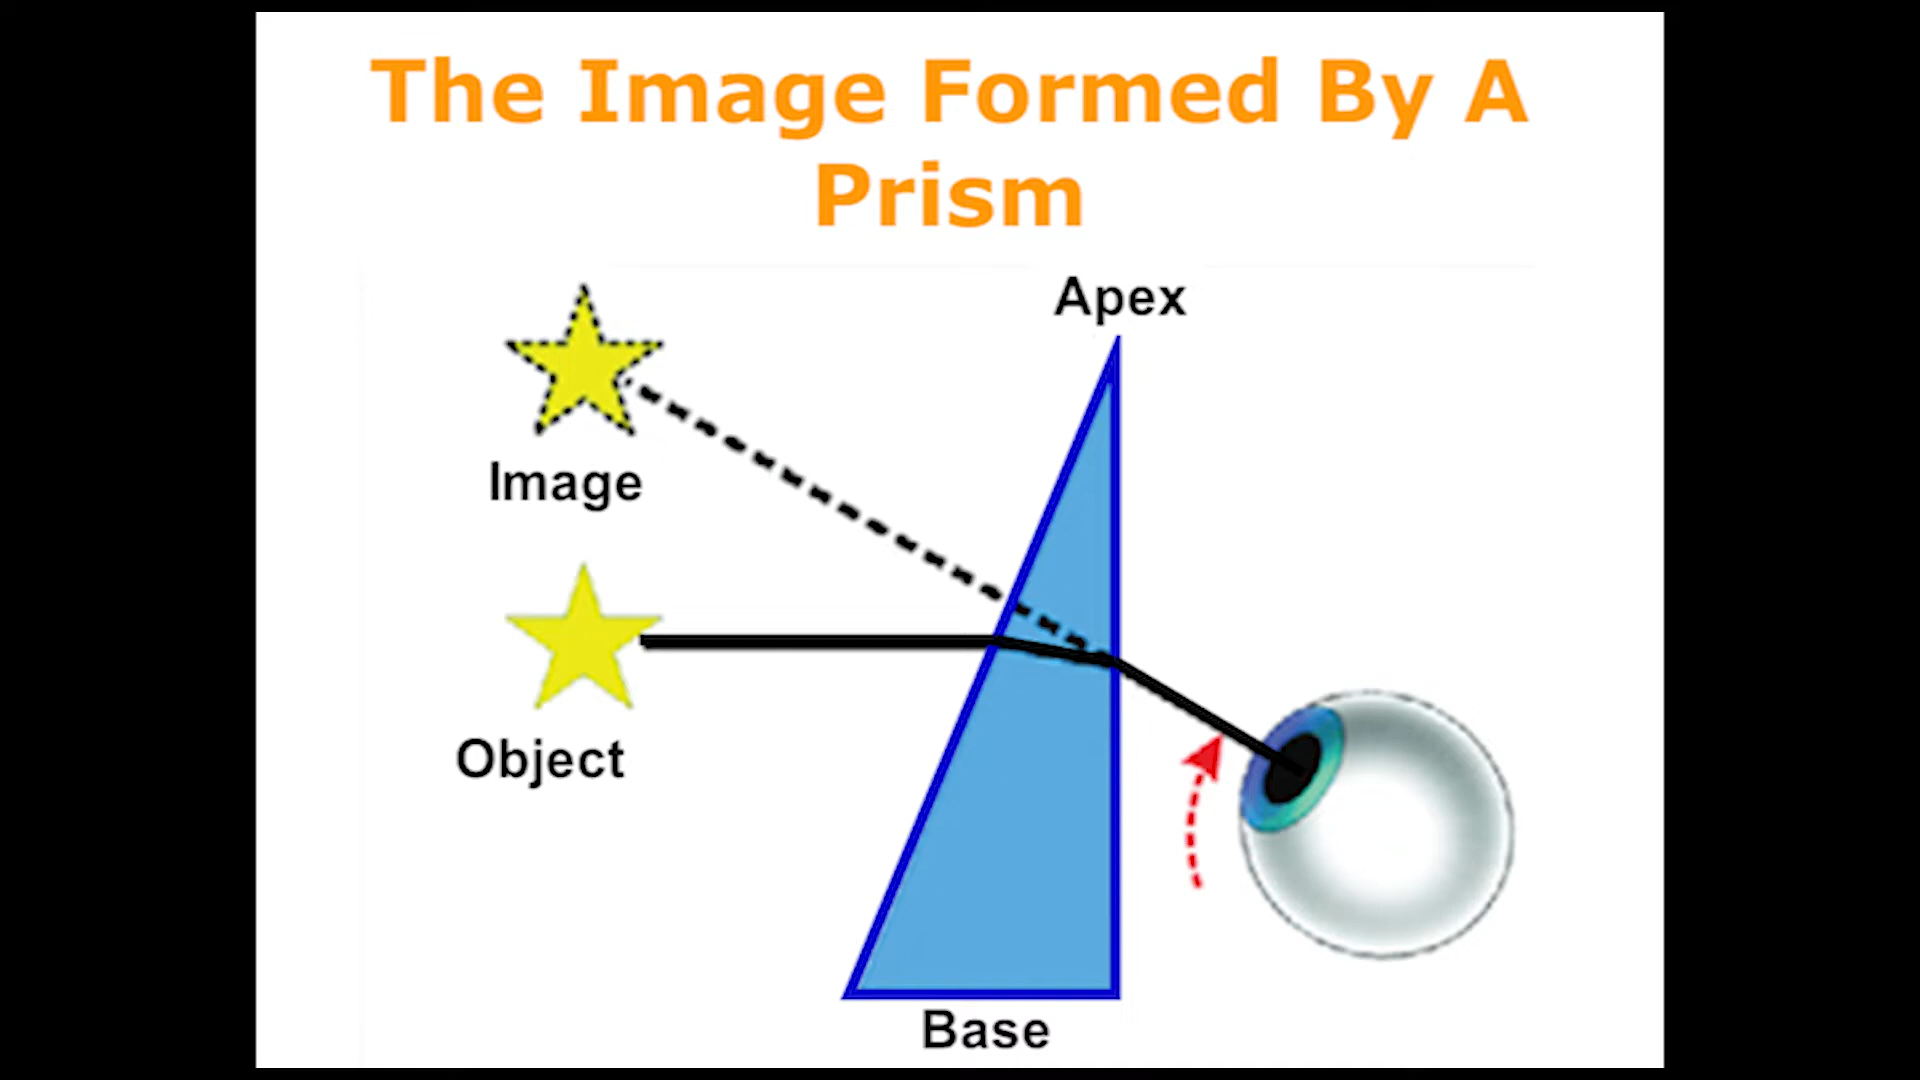 The Image Formed By A
Prism
Apex
Image
Object
Base